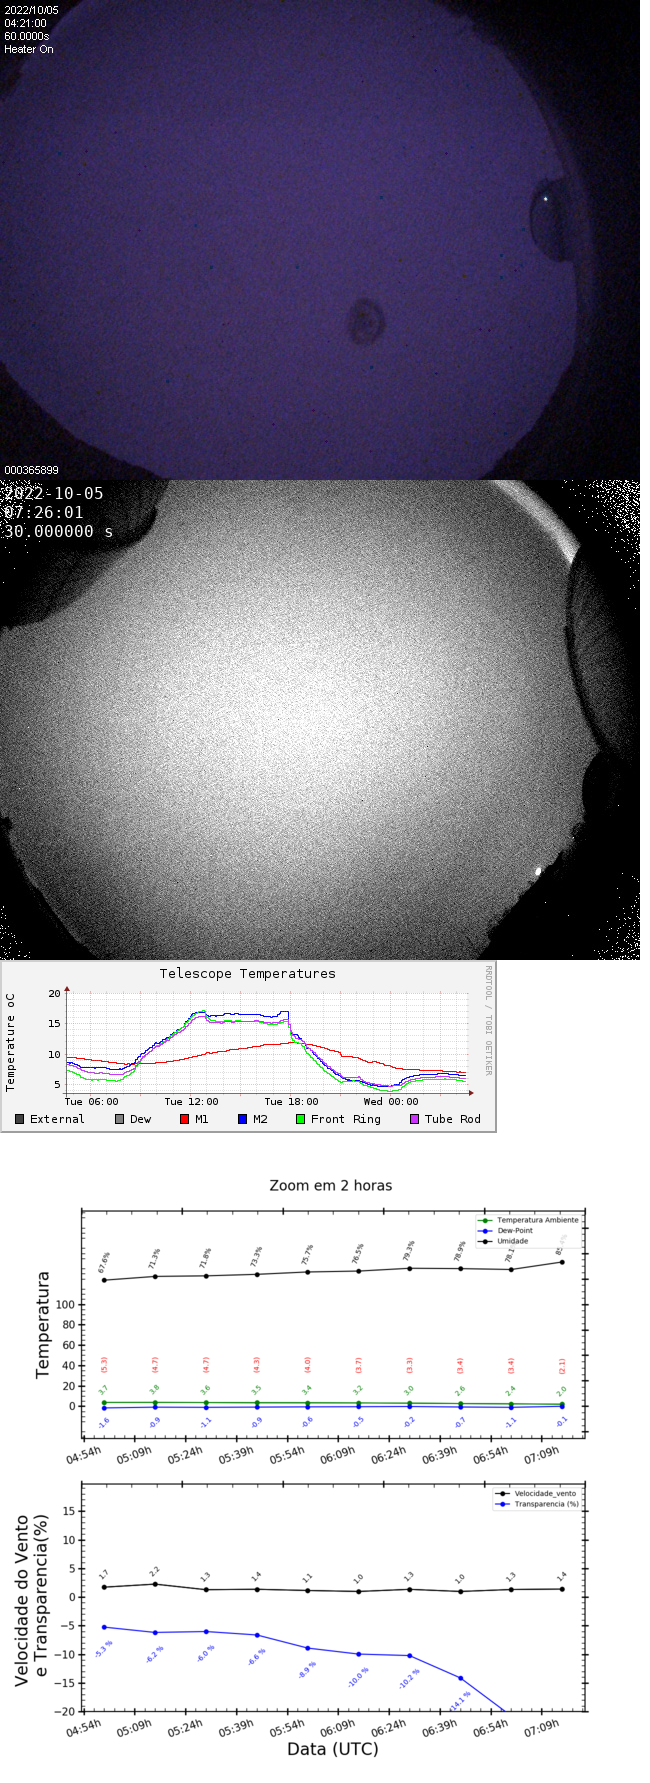 2022/10/05
04:21:00
60.0000s
Heater On
000365899
2022-10-05
07:26:01
30.000000 s
Telescope Temperatures
RRDTOOL / TOBI OETIKER
Temperature oC
20
15
10
5
Tue 06:00 Tue 12:00 Tue 18:00 Wed 00:00
External Dew M1 M2 Front Ring Tube Rod
Zoom em 2 horas
Temperatura Ambiente
Dew-Point
Umidade
67.6% 71.3% 71.8% 73.3% 75.7% 76.5% 79.3% 78.9% 78.1
Temperatura
100
80
60
40
20
0
(5.3) (4.7) (4.7) (4.3) (4.0) (3.7) (3.3) (3.4) (3.4) (2.1)
3.7 3.8 3.6 3.5 3.4 3.2 3.0 2.6 2.4 2.0
-1.6 -0.9 -1.1 -0.9 -0.6 -0.5 -0.2 -0.7 -1.1 -0.1
04:54h 05:09h 05:24h 05:39h 05:54h 06:09h 06:24h 06:39h 06:54h 07:09h
Velocidade_vento
Transparencia (%)
Velocidade do Vento
e Transparencia(%)
15
10
5
0
−5
−10
−15
−20
1.7 2.2 1.3 1.4 1.1 1.0 1.3 1.0 1.3 1.4
-5.3 % -6.2 % -6.0 % -6.6 % -8.9 % -10.0 % -10.2 % -14.1 %
04:54h 05:09h 05:24h 05:39h 05:54h 06:09h 06:24h 06:39h 06:54h 07:09h
Data (UTC)